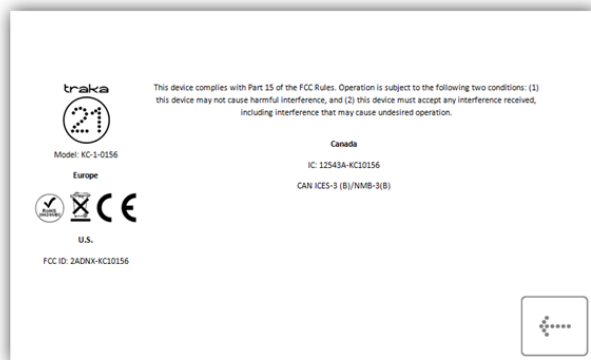 traka
21
Model: KC-1-0156
Europe
CE
U.S.
FCC ID: 2ADNX-KC10156
This device complies with Part 15 of the FCC Rules. Operation is subject to the following two conditions: (1)
this device may not cause harmful interference, and (2) this device must accept any interference received,
including interference that may cause undesired operation.
Canada
IC: 12543A-KC10156
CAN ICES-3 (B)/NMB-3(B)